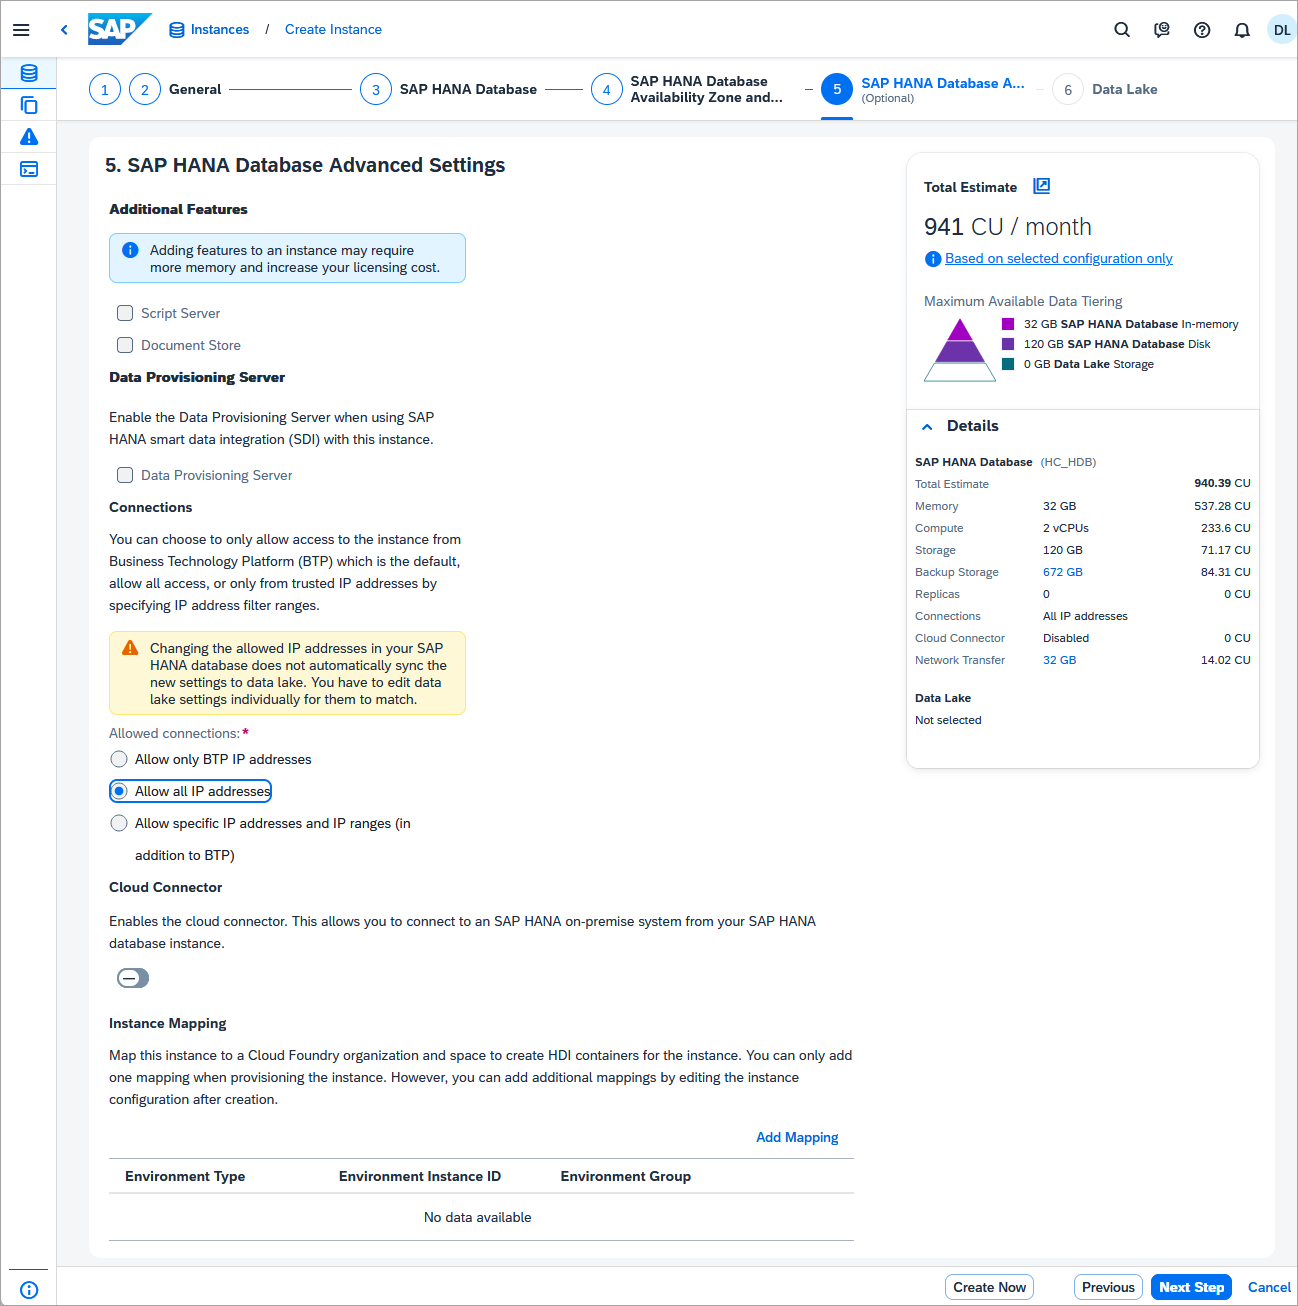 SAP
Instances / Create Instance
DL
1
2 General
3 SAP HANA Database
4 SAP HANA Database
Availability Zone and...
5 SAP HANA Database A...
(Optional)
6 Data Lake
5. SAP HANA Database Advanced Settings
Additional Features
Adding features to an instance may require
more memory and increase your licensing cost.
Script Server
Document Store
Data Provisioning Server
Enable the Data Provisioning Server when using SAP
HANA smart data integration (SDI) with this instance.
Data Provisioning Server
Connections
You can choose to only allow access to the instance from
Business Technology Platform (BTP) which is the default,
allow all access, or only from trusted IP addresses by
specifying IP address filter ranges.
Changing the allowed IP addresses in your SAP
HANA database does not automatically sync the
new settings to data lake. You have to edit data
lake settings individually for them to match.
Allowed connections:*
Allow only BTP IP addresses
Allow all IP addresses
Allow specific IP addresses and IP ranges (in
addition to BTP)
Cloud Connector
Enables the cloud connector. This allows you to connect to an SAP HANA on-premise system from your SAP HANA
database instance.
Instance Mapping
Map this instance to a Cloud Foundry organization and space to create HDI containers for the instance. You can only add
one mapping when provisioning the instance. However, you can add additional mappings by editing the instance
configuration after creation.
Add Mapping
Environment Type Environment Instance ID Environment Group
No data available
Total Estimate
941 CU / month
Based on selected configuration only
Maximum Available Data Tiering
32 GB SAP HANA Database In-memory
120 GB SAP HANA Database Disk
0 GB Data Lake Storage
Details
SAP HANA Database (HC_HDB)
Total Estimate 940.39 CU
Memory 32 GB 537.28 CU
Compute 2 vCPUs 233.6 CU
Storage 120 GB 71.17 CU
Backup Storage 672 GB 84.31 CU
Replicas 0 0 CU
Connections All IP addresses
Cloud Connector Disabled 0 CU
Network Transfer 32 GB 14.02 CU
Data Lake
Not selected
Create Now Previous Next Step Cancel